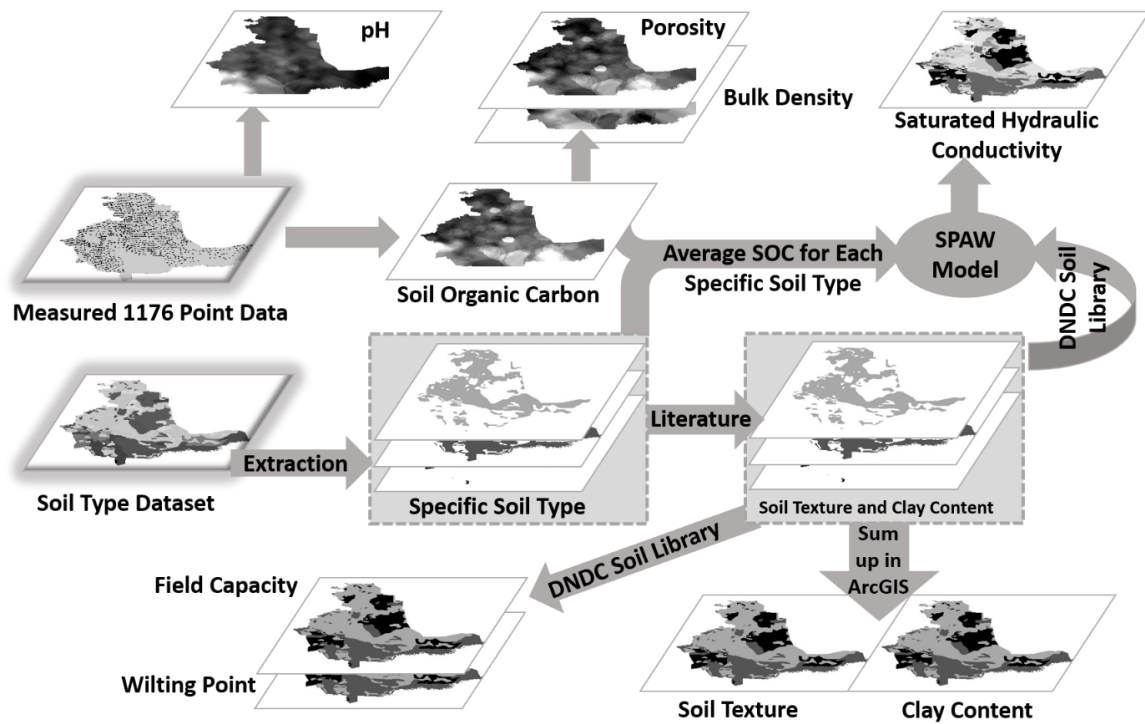 pH
Porosity
Bulk Density
Saturated Hydraulic
Conductivity
Measured 1176 Point Data
Soil Organic Carbon
Average SOC for Each
Specific Soil Type
SPAW
Model
DNDC Soil
Library
Soil Type Dataset
Extraction
Specific Soil Type
Literature
Soil Texture and Clay Content
DNDC Soil Library
Sum
up in
ArcGIS
Field Capacity
Wilting Point
Soil Texture
Clay Content